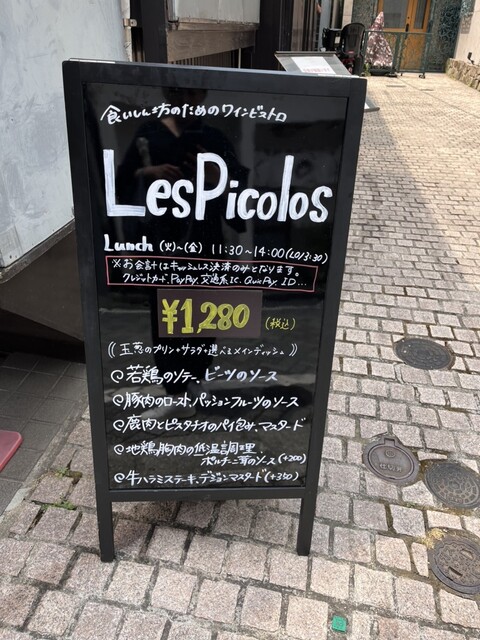 食いしん坊のためのワインビストロ
LesPicolos
Lunch (火)~(金) 11:30~14:00(LO13:30)
※お会計はキャッシュレス決済のみとなります。
クレジットカード、PayPay、交通系IC、QuicPay、ID...
¥1,280 (税込)
((玉葱のプリン+サラダ+選べるメインディッシュ))
@若鶏のソテー、ビーツのソース
@豚肉のロースト、パッションフルーツのソース
@鹿肉とピスタチオのパイ包み、マスタード
@地鶏胸肉の低温調理
ポルチーニ茸のソース(+200)
@牛ハラミステーキ、デジョンマスタード(+350)